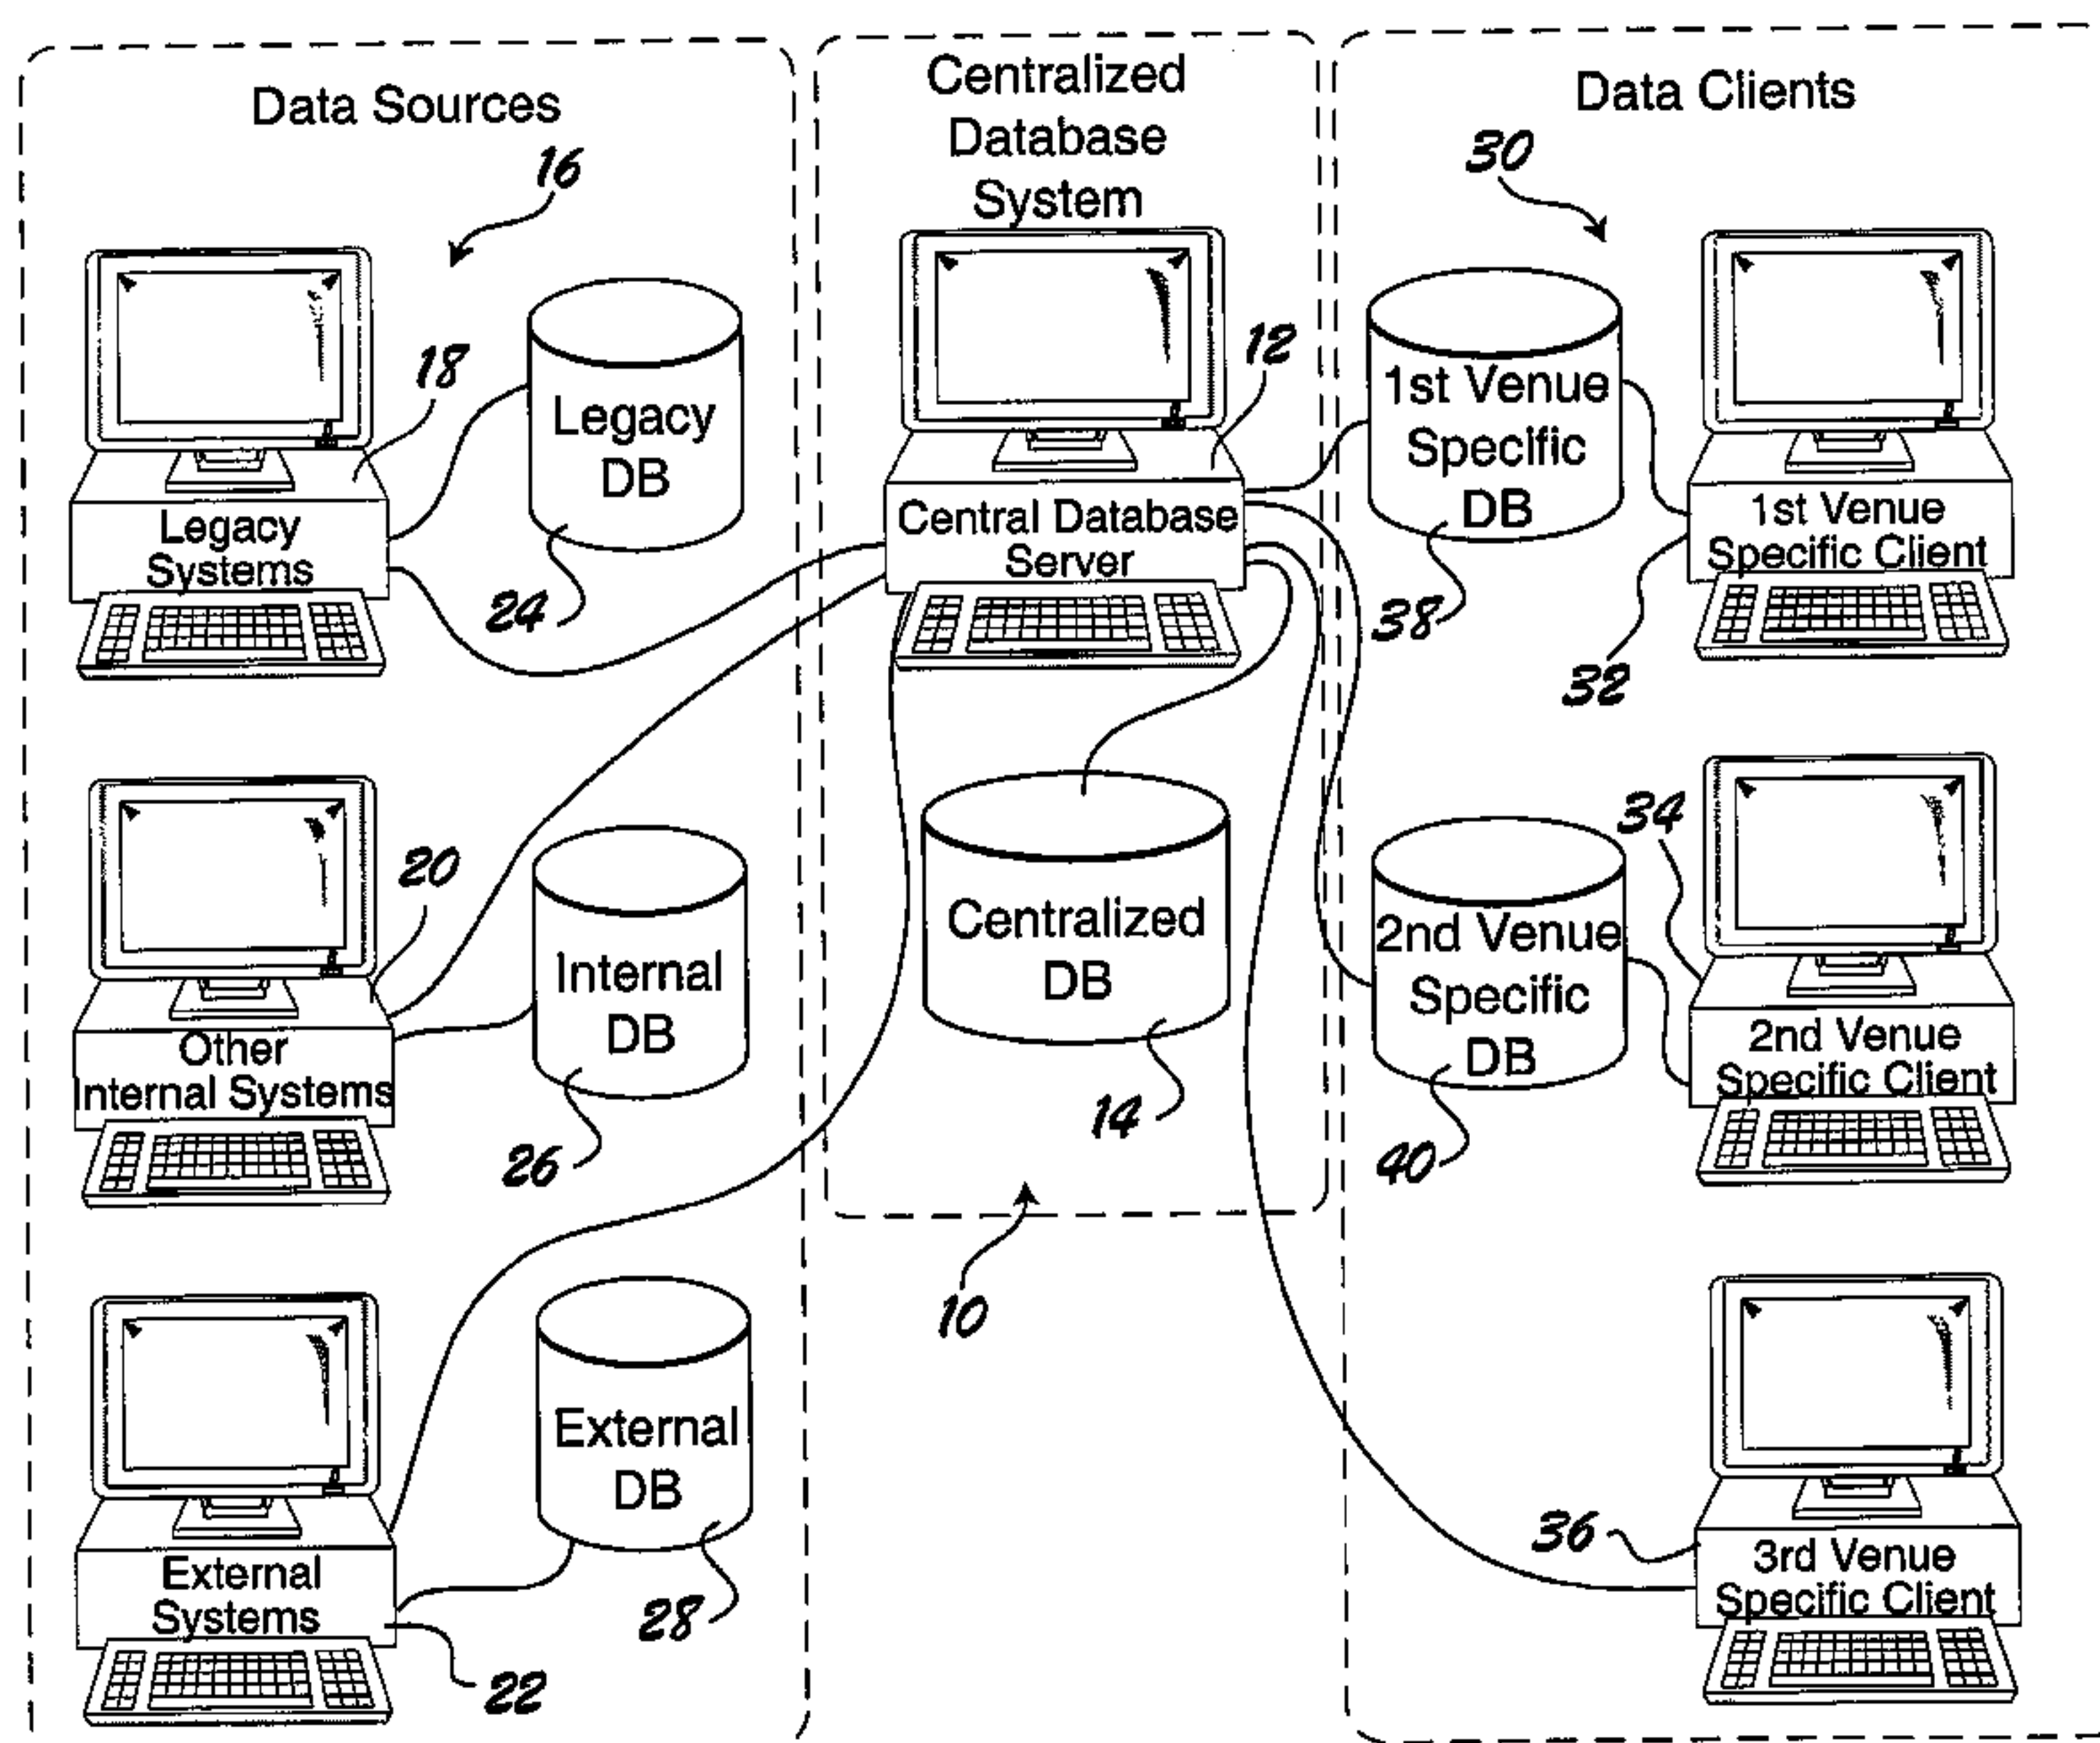 Data Sources
16
18
Legacy
Systems
Legacy
DB
24
20
Other
Internal Systems
Internal
DB
26
External
Systems
22
External
DB
28
Centralized
Database
System
12
Central Database
Server
Centralized
DB
14
10
Data Clients
30
1st Venue
Specific
DB
38
1st Venue
Specific Client
32
34
2nd Venue
Specific
DB
40
2nd Venue
Specific Client
36
3rd Venue
Specific Client